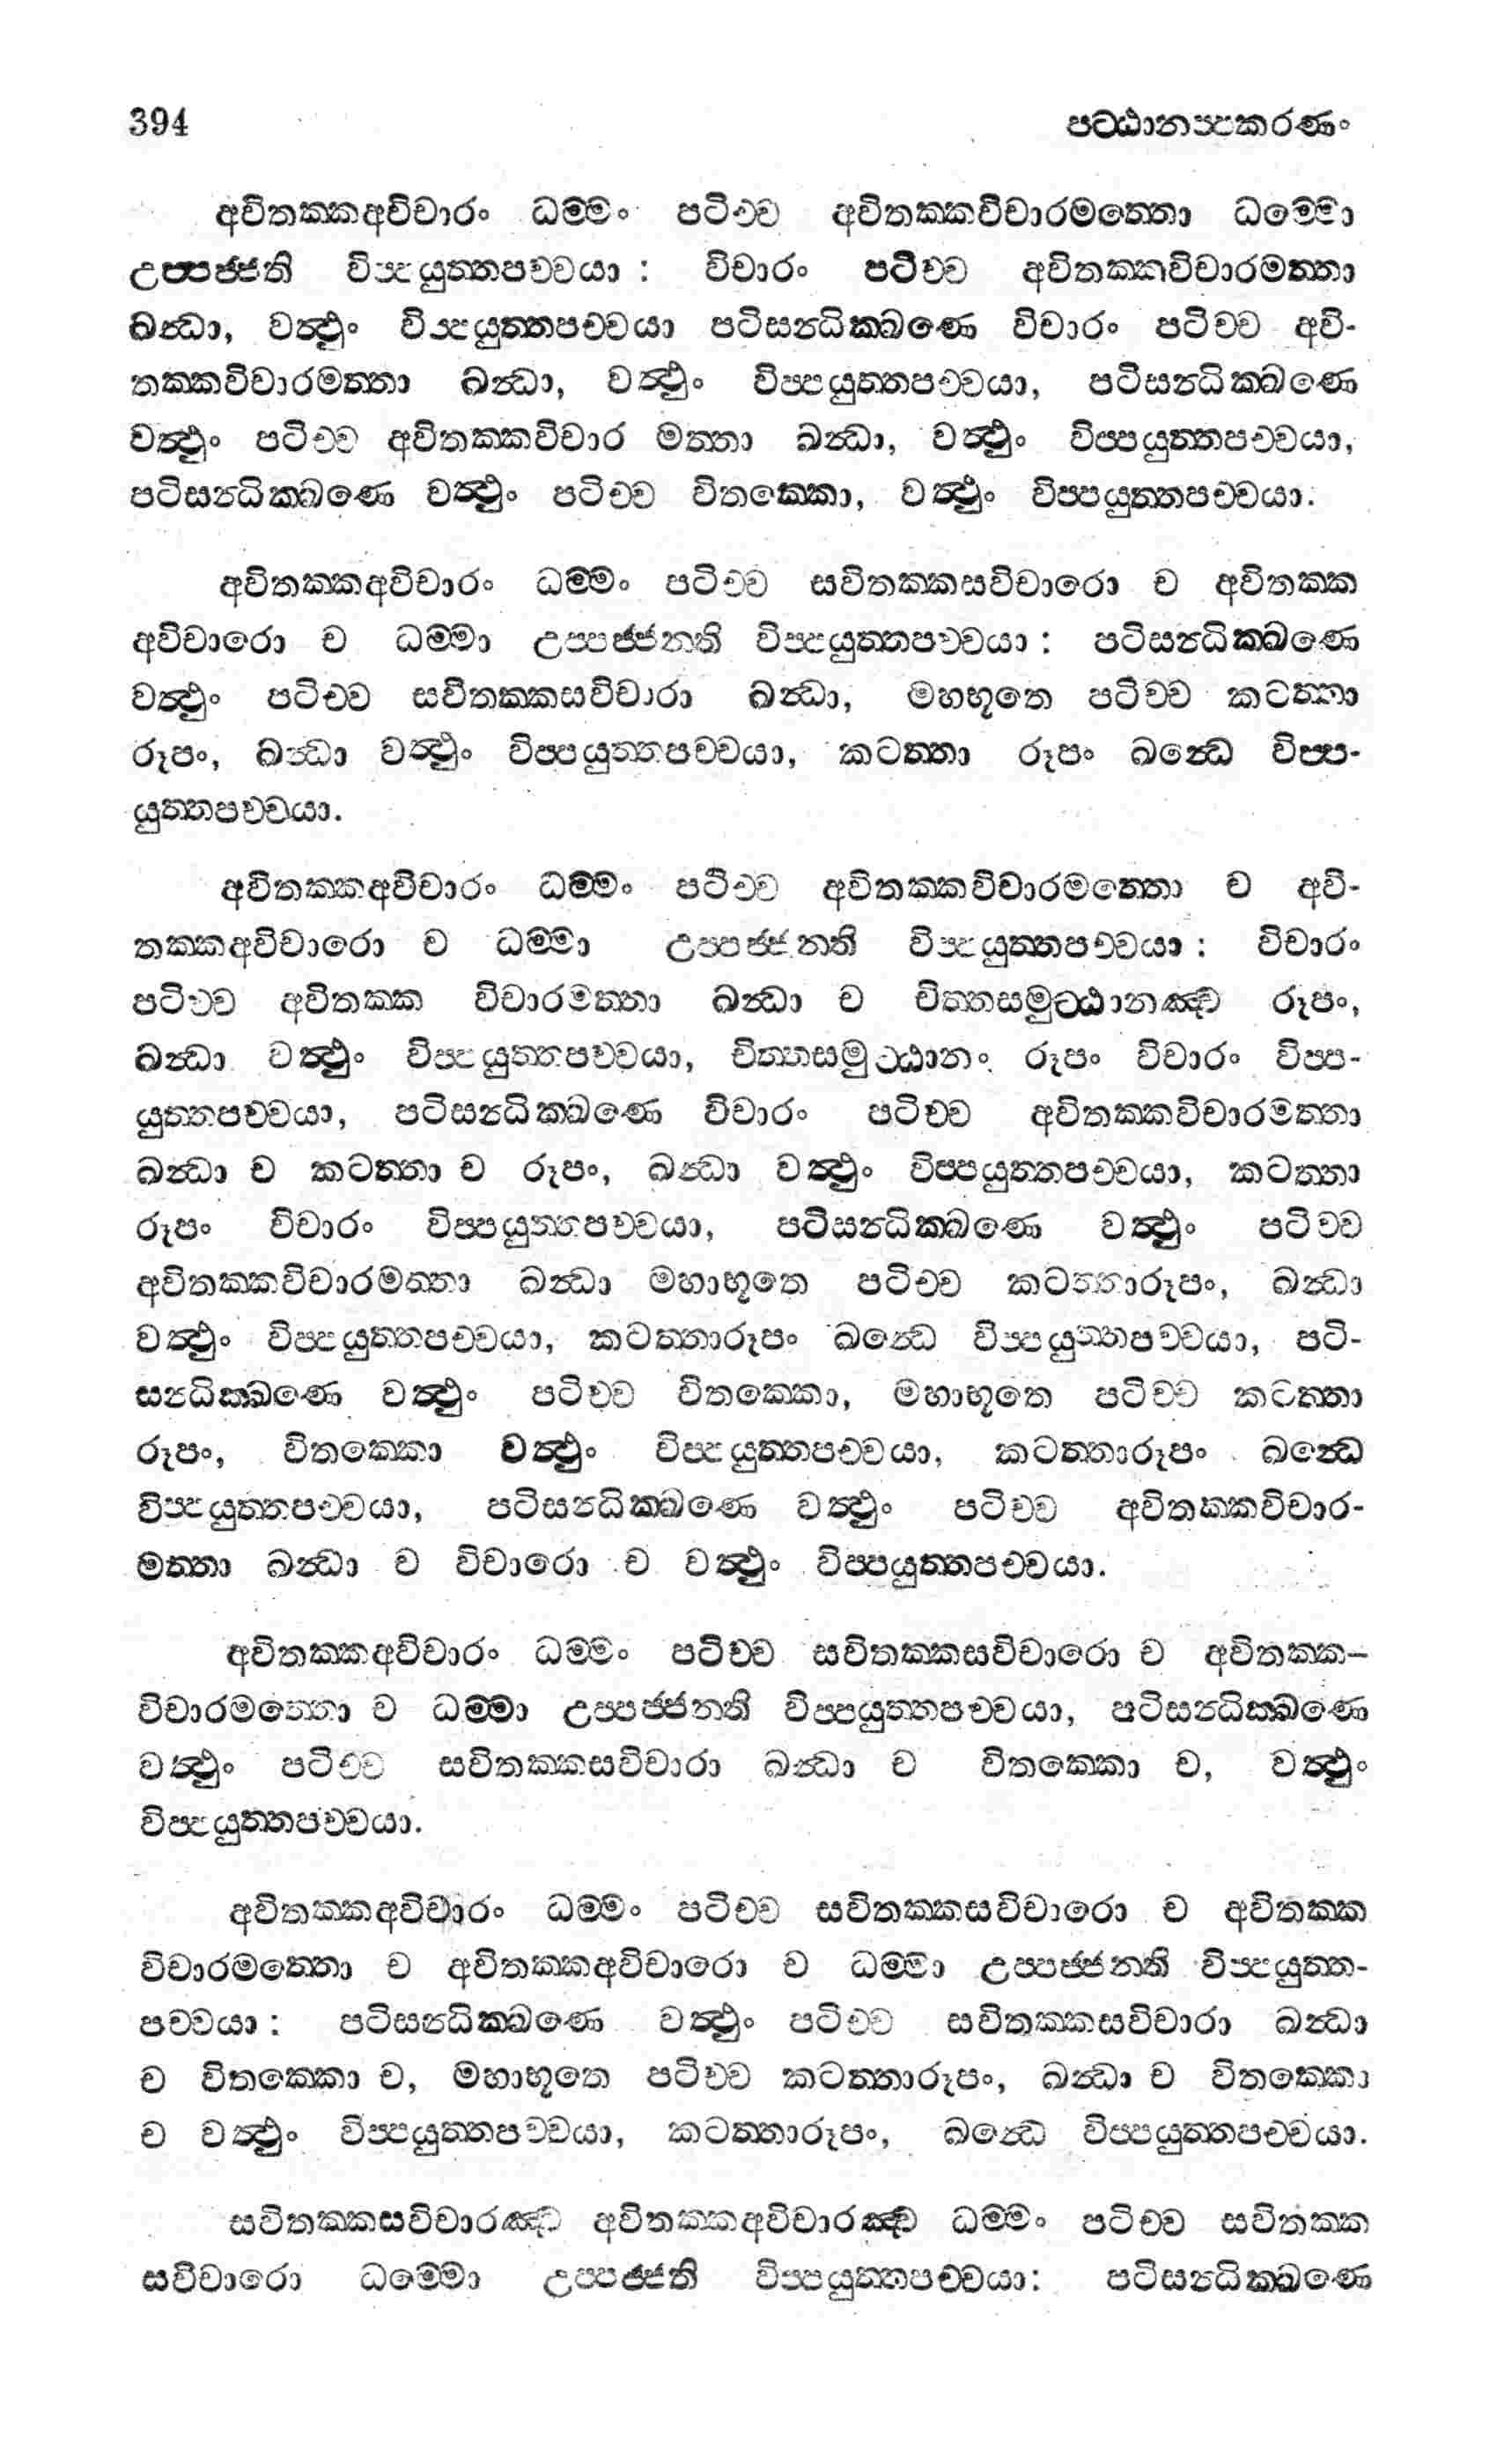 394 පට්ඨානප්පකරණං
අවිතක්කඅවිචාරං ධම්මං පටිච්ච අවිතක්කවිචාරමත්තො ධම්මො
උප්පජ්ජති විප්පයුත්තපච්චයා : විචාරං පටිච්ච අවිතක්කවිචාරමත්තා
ඛන්ධා, වත්ථුං විප්පයුත්තපච්චයා පටිසන්ධික්ඛණෙ විචාරං පටිච්ච අවි-
තක්කවිචාරමත්තා ඛන්ධා, වත්ථුං විප්පයුත්තපච්චයා, පටිසන්ධික්ඛණෙ
වත්ථුං පටිච්ච අවිතක්කවිචාර මත්තා ඛන්ධා, වත්ථුං විප්පයුත්තපච්චයා,
පටිසන්ධික්ඛණෙ වත්ථුං පටිච්ච විතක්කො, වත්ථුං විප්පයුත්තපච්චයා.
අවිතක්කඅවිචාරං ධම්මං පටිච්ච සවිතක්කසවිචාරො ච අවිතක්ක
අවිචාරො ච ධම්මා උප්පජ්ජන්ති විප්පයුත්තපච්චයා : පටිසන්ධික්ඛණෙ
වත්ථුං පටිච්ච සවිතක්කසවිචාරා ඛන්ධා, මහභූතෙ පටිච්ච කටත්තා
රූපං, ඛන්ධා වත්ථුං විප්පයුත්තපච්චයා, කටත්තා රූපං ඛන්ධෙ විප්ප-
යුත්තපච්චයා.
අවිතක්කඅවිචාරං ධම්මං පටිච්ච අවිතක්කවිචාරමත්තො ච අවි-
තක්කඅවිචාරො ච ධම්මා උප්පජ්ජන්ති විප්පයුත්තපච්චයා : විචාරං
පටිච්ච අවිතක්ක විචාරමත්තා ඛන්ධා ච චිත්තසමුට්ඨානඤ්ච රූපං,
ඛන්ධා වත්ථුං විප්පයුත්තපච්චයා, චිත්තසමුට්ඨානං රූපං විචාරං විප්ප-
යුත්තපච්චයා, පටිසන්ධික්ඛණෙ විචාරං පටිච්ච අවිතක්කවිචාරමත්තා
ඛන්ධා ච කටත්තා ච රූපං, ඛන්ධා වත්ථුං විප්පයුත්තපච්චයා, කටත්තා
රූපං විචාරං විප්පයුත්තපච්චයා, පටිසන්ධික්ඛණෙ වත්ථුං පටිච්ච
අවිතක්කවිචාරමත්තා ඛන්ධා මහාභූතෙ පටිච්ච කටත්තාරූපං, ඛන්ධා
වත්ථුං විප්පයුත්තපච්චයා, කටත්තාරූපං ඛන්ධෙ විප්පයුත්තපච්චයා, පටි-
සන්ධික්ඛණෙ වත්ථුං පටිච්ච විතක්කො, මහාභූතෙ පටිච්ච කටත්තා
රූපං, විතක්කො වත්ථුං විප්පයුත්තපච්චයා, කටත්තාරූපං ඛන්ධෙ
විප්පයුත්තපච්චයා, පටිසන්ධික්ඛණෙ වත්ථුං පටිච්ච අවිතක්කවිචාර-
මත්තා ඛන්ධා ච විචාරො ච වත්ථුං විප්පයුත්තපච්චයා.
අවිතක්කඅවිචාරං ධම්මං පටිච්ච සවිතක්කසවිචාරො ච අවිතක්ක–
විචාරමත්තො ච ධම්මා උප්පජ්ජන්ති විප්පයුත්තපච්චයා, පටිසන්ධික්ඛණෙ
වත්ථුං පටිච්ච සවිතක්කසවිචාරා ඛන්ධා ච විතක්කො ච, වත්ථුං
විප්පයුත්තපච්චයා.
අවිතක්කඅවිචාරං ධම්මං පටිච්ච සවිතක්කසවිචාරො ච අවිතක්ක
විචාරමත්තො ච අවිතක්කඅවිචාරො ච ධම්මා උප්පජ්ජන්ති විප්පයුත්ත-
පච්චයා : පටිසන්ධික්ඛණෙ වත්ථුං පටිච්ච සවිතක්කසවිචාරා ඛන්ධා
ච විතක්කො ච, මහාභූතෙ පටිච්ච කටත්තාරූපං, ඛන්ධා ච විතක්කො
ච වත්ථුං විප්පයුත්තපච්චයා, කටත්තාරූපං, ඛන්ධෙ විප්පයුත්තපච්චයා.
සවිතක්කසවිචාරඤ්ච අවිතක්කඅවිචාරඤ්ච ධම්මං පටිච්ච සවිතක්ක
සවිචාරො ධම්මො උප්පජ්ජති විප්පයුත්තපච්චයා: පටිසන්ධික්ඛණෙ